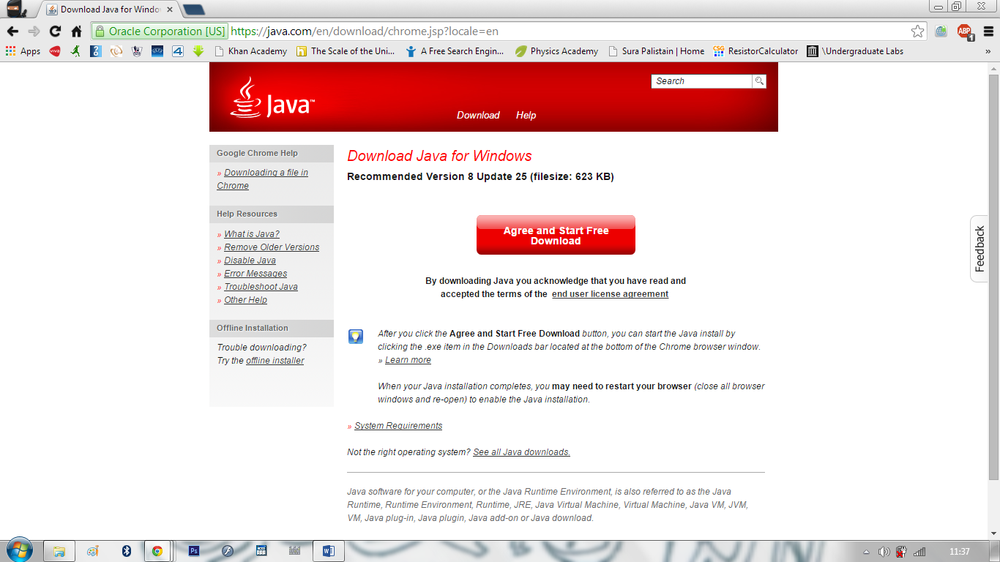 Download Java for Windo
Oracle Corporation [US] https://java.com/en/download/chrome.jsp?locale=en
ABP
1
Apps
viva
4
Khan Academy
The Scale of the Uni...
A Free Search Engin...
Physics Academy
Sura Palistain | Home
CSG
ResistorCalculator
\Undergraduate Labs
»
Java™
Search
Download
Help
Google Chrome Help
» Downloading a file in
Chrome
Help Resources
» What is Java?
» Remove Older Versions
» Disable Java
» Error Messages
» Troubleshoot Java
» Other Help
Offline Installation
Trouble downloading?
Try the offline installer
Download Java for Windows
Recommended Version 8 Update 25 (filesize: 623 KB)
Agree and Start Free
Download
By downloading Java you acknowledge that you have read and
accepted the terms of the end user license agreement
After you click the Agree and Start Free Download button, you can start the Java install by
clicking the .exe item in the Downloads bar located at the bottom of the Chrome browser window.
» Learn more
When your Java installation completes, you may need to restart your browser (close all browser
windows and re-open) to enable the Java installation.
» System Requirements
Not the right operating system? See all Java downloads.
Java software for your computer, or the Java Runtime Environment, is also referred to as the Java
Runtime, Runtime Environment, Runtime, JRE, Java Virtual Machine, Virtual Machine, Java VM, JVM,
VM, Java plug-in, Java plugin, Java add-on or Java download.
Feedback
Ps
W
11:37